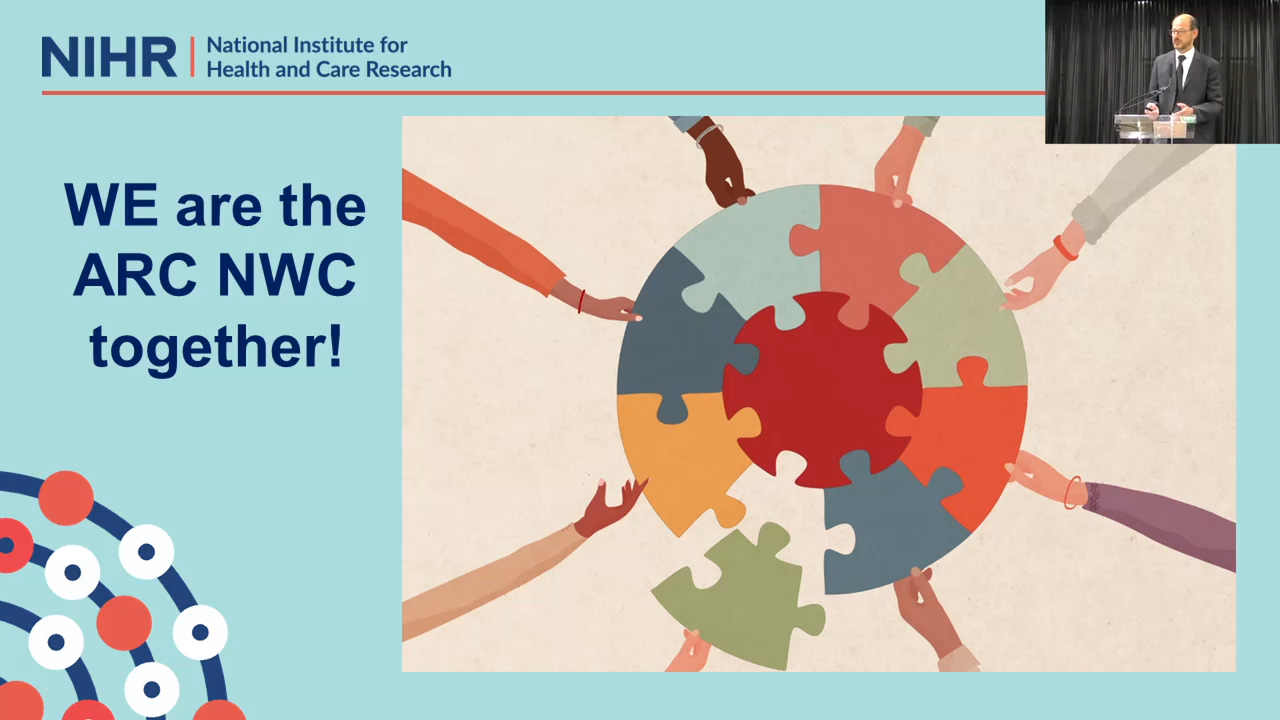 NIHR | National Institute for
Health and Care Research
WE are the
ARC NWC
together!